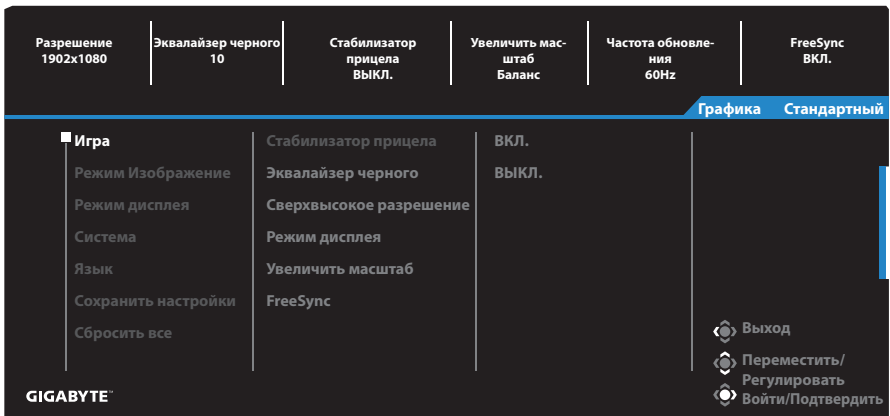 Разрешение
1902x1080
Эквалайзер черного
10
Стабилизатор
прицела
ВЫКЛ.
Увеличить мас-
штаб
Баланс
Частота обновле-
ния
60Hz
FreeSync
ВКЛ.
Графика Стандартный
Игра
Режим Изображение
Режим дисплея
Система
Язык
Сохранить настройки
Сбросить все
Стабилизатор прицела
Эквалайзер черного
Сверхвысокое разрешение
Режим дисплея
Увеличить масштаб
FreeSync
ВКЛ.
ВЫКЛ.
Выход
Переместить/
Регулировать
Войти/Подтвердить
GIGABYTE™